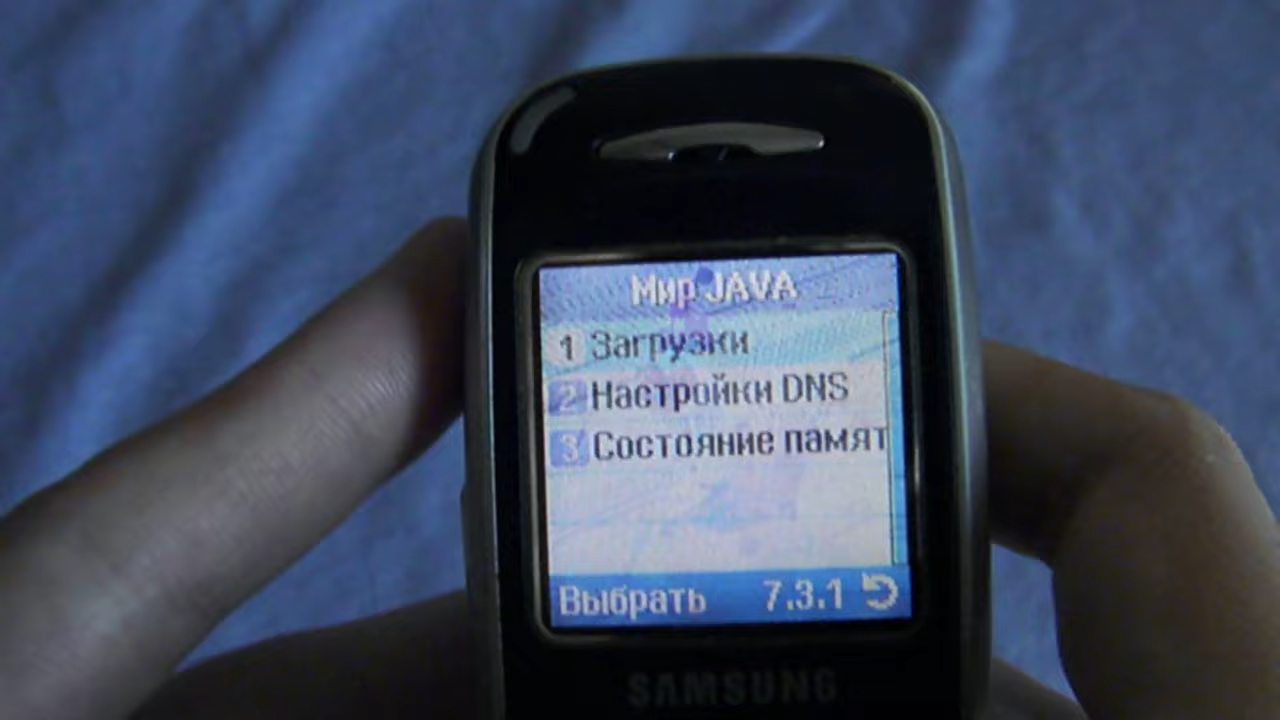 Мир JAVA
1 Загрузки
2 Настройки DNS
3 Состояние памят
Выбрать 7.3.1
SAMSUNG